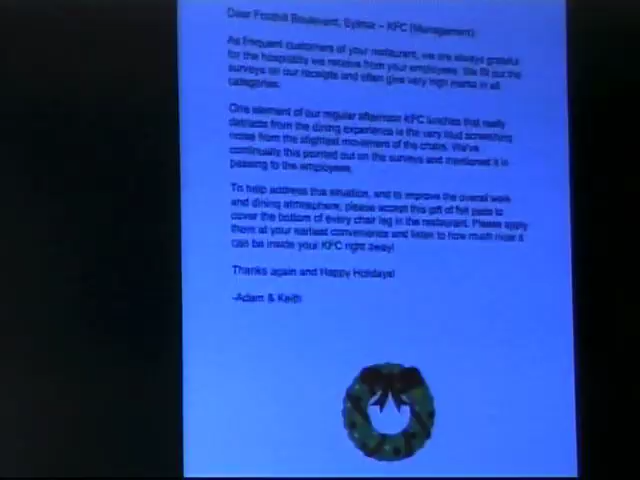 Dear Foothill Boulevard, Sylmar – KFC (Management)
As frequent customers of your restaurant, we are always grateful
for the hospitality we receive from your employees. We fill out the
surveys on our receipts and often give very high marks in all
categories.
One element of our regular afternoon KFC lunches that really
detracts from the dining experience is the very loud screeching
noise from the slightest movement of the chairs. We've
continually this pointed out on the surveys and mentioned it in
passing to the employees.
To help address this situation, and to improve the overall work
and dining atmosphere, please accept this gift of felt pads to
cover the bottom of every chair leg in the restaurant. Please apply
them at your earliest convenience and listen to how much nicer it
can be inside your KFC right away!
Thanks again and Happy Holidays!
-Adam & Keith